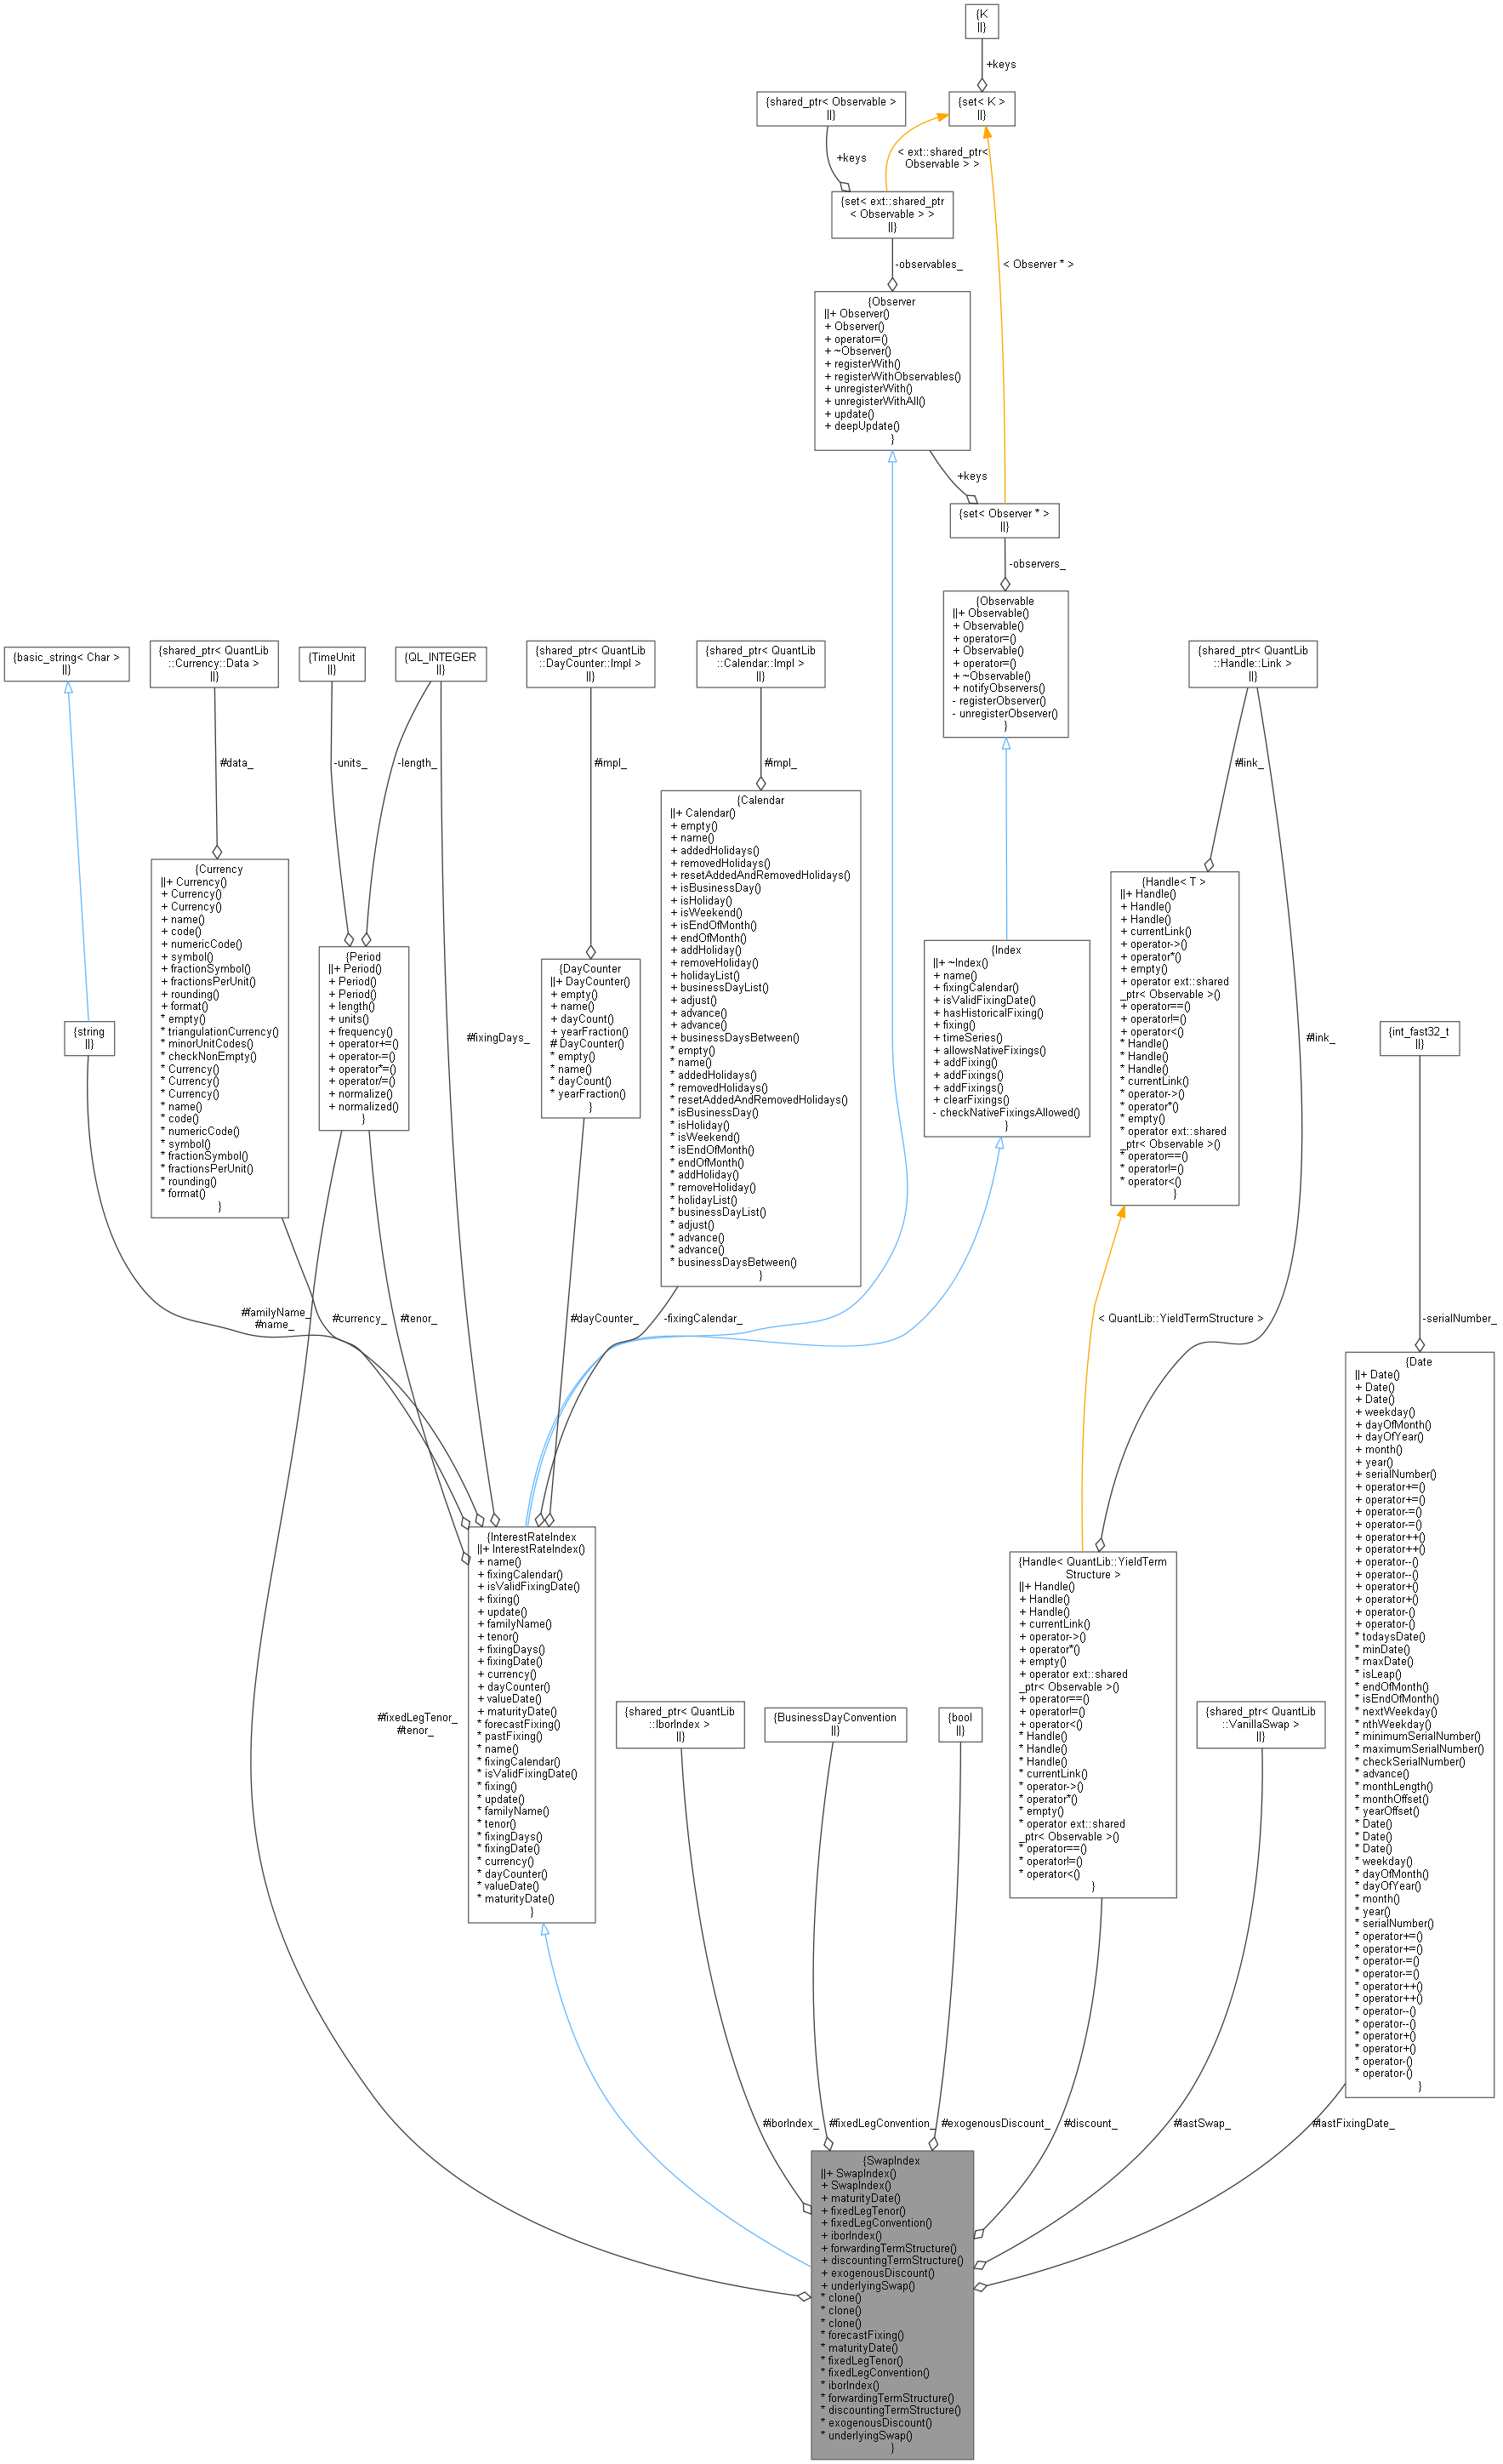 {K
||}
+keys
{shared_ptr< Observable >
||}
{set< K >
||}
+keys
< ext::shared_ptr<
Observable > >
{set< ext::shared_ptr
< Observable > >
||}
-observables_
< Observer * >
{Observer
||+ Observer()
+ Observer()
+ operator=()
+ ~Observer()
+ registerWith()
+ registerWithObservables()
+ unregisterWith()
+ unregisterWithAll()
+ update()
+ deepUpdate()
}
+keys
{set< Observer * >
||}
-observers_
{Observable
||+ Observable()
+ Observable()
+ operator=()
+ Observable()
+ operator=()
+ ~Observable()
+ notifyObservers()
- registerObserver()
- unregisterObserver()
}
{basic_string< Char >
||}
{shared_ptr< QuantLib
::Currency::Data >
||}
{TimeUnit
||}
{QL_INTEGER
||}
{shared_ptr< QuantLib
::DayCounter::Impl >
||}
{shared_ptr< QuantLib
::Calendar::Impl >
||}
{shared_ptr< QuantLib
::Handle::Link >
||}
#data_
-units_
-length_
#impl_
#impl_
#link_
{Calendar
||+ Calendar()
+ empty()
+ name()
+ addedHolidays()
+ removedHolidays()
+ resetAddedAndRemovedHolidays()
+ isBusinessDay()
+ isHoliday()
+ isWeekend()
+ isEndOfMonth()
+ endOfMonth()
+ addHoliday()
+ removeHoliday()
+ holidayList()
+ businessDayList()
+ adjust()
+ advance()
+ advance()
+ businessDaysBetween()
* empty()
* name()
* addedHolidays()
* removedHolidays()
* resetAddedAndRemovedHolidays()
* isBusinessDay()
* isHoliday()
* isWeekend()
* isEndOfMonth()
* endOfMonth()
* addHoliday()
* removeHoliday()
* holidayList()
* businessDayList()
* adjust()
* advance()
* advance()
* businessDaysBetween()
}
{Currency
||+ Currency()
+ Currency()
+ Currency()
+ name()
+ code()
+ numericCode()
+ symbol()
+ fractionSymbol()
+ fractionsPerUnit()
+ rounding()
+ format()
* empty()
* triangulationCurrency()
* minorUnitCodes()
* checkNonEmpty()
* Currency()
* Currency()
* Currency()
* name()
* code()
* numericCode()
* symbol()
* fractionSymbol()
* fractionsPerUnit()
* rounding()
* format()
}
{Handle< T >
||+ Handle()
+ Handle()
+ Handle()
+ currentLink()
+ operator->()
+ operator*()
+ empty()
+ operator ext::shared
_ptr< Observable >()
+ operator==()
+ operator!=()
+ operator<()
* Handle()
* Handle()
* Handle()
* currentLink()
* operator->()
* operator*()
* empty()
* operator ext::shared
_ptr< Observable >()
* operator==()
* operator!=()
* operator<()
}
{Period
||+ Period()
+ Period()
+ Period()
+ length()
+ units()
+ frequency()
+ operator+=()
+ operator-=()
+ operator*=()
+ operator/=()
+ normalize()
+ normalized()
}
{DayCounter
||+ DayCounter()
+ empty()
+ name()
+ dayCount()
+ yearFraction()
# DayCounter()
* empty()
* name()
* dayCount()
* yearFraction()
}
{Index
||+ ~Index()
+ name()
+ fixingCalendar()
+ isValidFixingDate()
+ hasHistoricalFixing()
+ fixing()
+ timeSeries()
+ allowsNativeFixings()
+ addFixing()
+ addFixings()
+ addFixings()
+ clearFixings()
- checkNativeFixingsAllowed()
}
{string
||}
#fixingDays_
#link_
{int_fast32_t
||}
#familyName_
#name_
#currency_
#tenor_
#dayCounter_
-fixingCalendar_
< QuantLib::YieldTermStructure >
-serialNumber_
{Date
||+ Date()
+ Date()
+ Date()
+ weekday()
+ dayOfMonth()
+ dayOfYear()
+ month()
+ year()
+ serialNumber()
+ operator+=()
+ operator+=()
+ operator-=()
+ operator-=()
+ operator++()
+ operator++()
+ operator--()
+ operator--()
+ operator+()
+ operator+()
+ operator-()
+ operator-()
* todaysDate()
* minDate()
* maxDate()
* isLeap()
* endOfMonth()
* isEndOfMonth()
* nextWeekday()
* nthWeekday()
* minimumSerialNumber()
* maximumSerialNumber()
* checkSerialNumber()
* advance()
* monthLength()
* monthOffset()
* yearOffset()
* Date()
* Date()
* Date()
* weekday()
* dayOfMonth()
* dayOfYear()
* month()
* year()
* serialNumber()
* operator+=()
* operator+=()
* operator-=()
* operator-=()
* operator++()
* operator++()
* operator--()
* operator--()
* operator+()
* operator+()
* operator-()
* operator-()
}
{InterestRateIndex
||+ InterestRateIndex()
+ name()
+ fixingCalendar()
+ isValidFixingDate()
+ fixing()
+ update()
+ familyName()
+ tenor()
+ fixingDays()
+ fixingDate()
+ currency()
+ dayCounter()
+ valueDate()
+ maturityDate()
* forecastFixing()
* pastFixing()
* name()
* fixingCalendar()
* isValidFixingDate()
* fixing()
* update()
* familyName()
* tenor()
* fixingDays()
* fixingDate()
* currency()
* dayCounter()
* valueDate()
* maturityDate()
}
{Handle< QuantLib::YieldTerm
Structure >
||+ Handle()
+ Handle()
+ Handle()
+ currentLink()
+ operator->()
+ operator*()
+ empty()
+ operator ext::shared
_ptr< Observable >()
+ operator==()
+ operator!=()
+ operator<()
* Handle()
* Handle()
* Handle()
* currentLink()
* operator->()
* operator*()
* empty()
* operator ext::shared
_ptr< Observable >()
* operator==()
* operator!=()
* operator<()
}
#fixedLegTenor_
#tenor_
{shared_ptr< QuantLib
::IborIndex >
||}
{BusinessDayConvention
||}
{bool
||}
{shared_ptr< QuantLib
::VanillaSwap >
||}
#iborIndex_
#fixedLegConvention_
#exogenousDiscount_
#discount_
#lastSwap_
#lastFixingDate_
{SwapIndex
||+ SwapIndex()
+ SwapIndex()
+ maturityDate()
+ fixedLegTenor()
+ fixedLegConvention()
+ iborIndex()
+ forwardingTermStructure()
+ discountingTermStructure()
+ exogenousDiscount()
+ underlyingSwap()
* clone()
* clone()
* clone()
* forecastFixing()
* maturityDate()
* fixedLegTenor()
* fixedLegConvention()
* iborIndex()
* forwardingTermStructure()
* discountingTermStructure()
* exogenousDiscount()
* underlyingSwap()
}